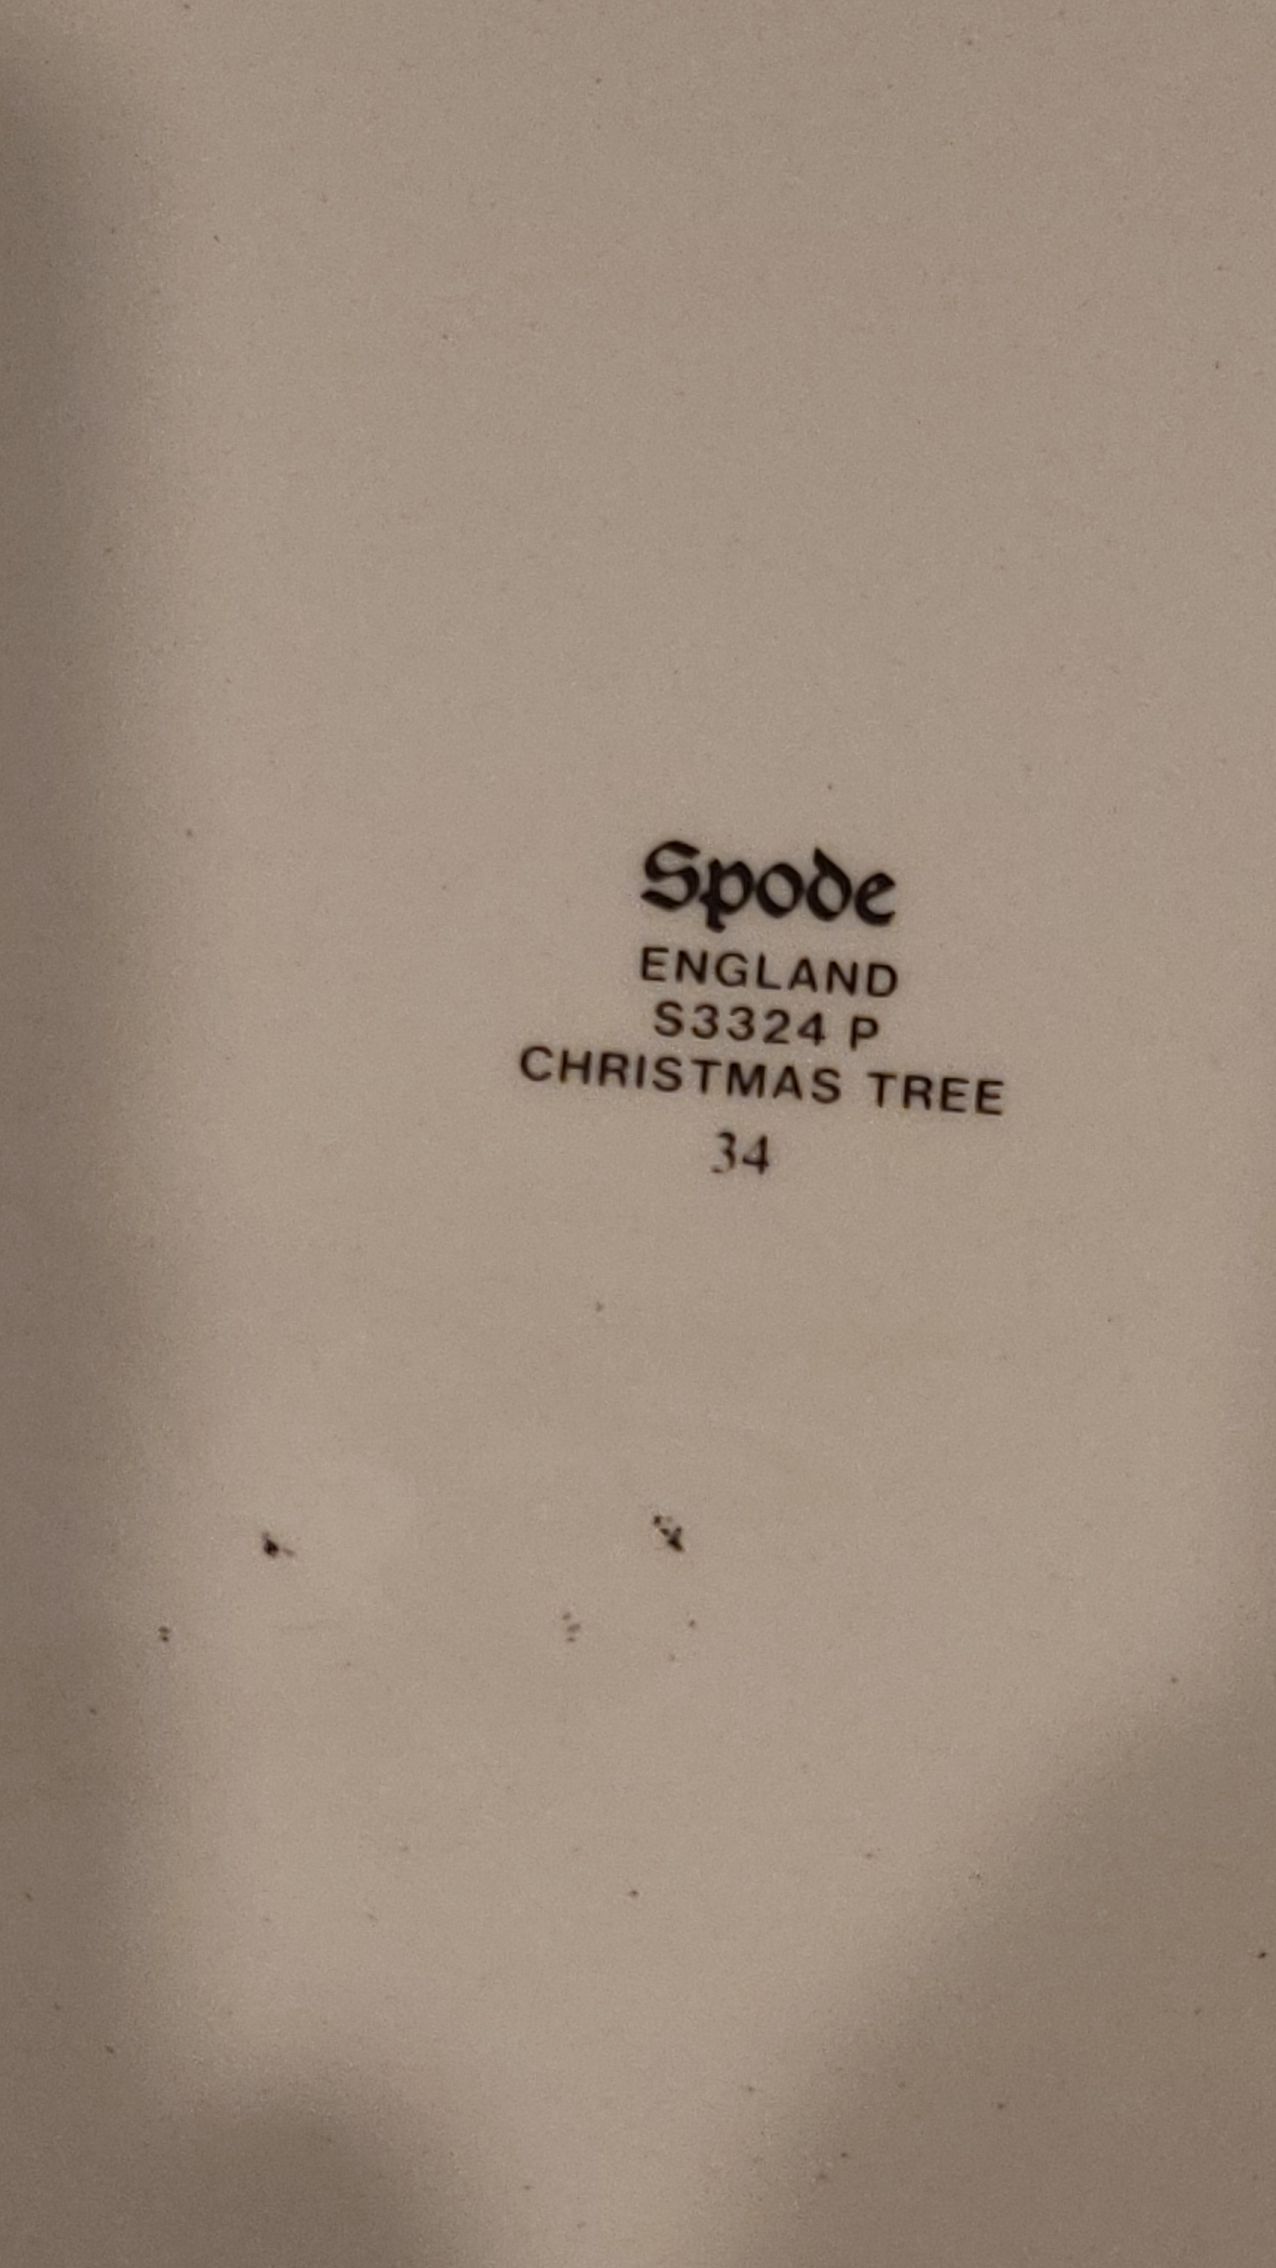 Spode
ENGLAND
S3324 P
CHRISTMAS TREE
34